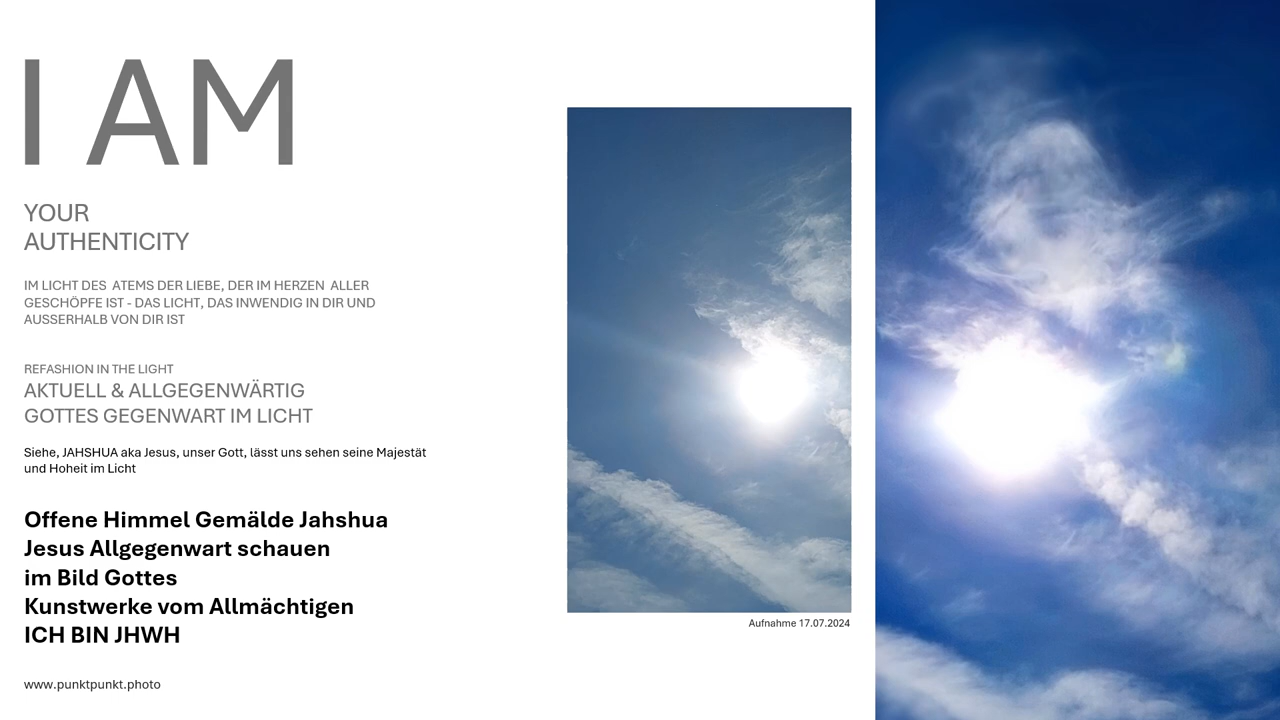 I AM
YOUR
AUTHENTICITY
IM LICHT DES ATEMS DER LIEBE, DER IM HERZEN ALLER
GESCHÖPFE IST - DAS LICHT, DAS INWENDIG IN DIR UND
AUSSERHALB VON DIR IST
REFASHION IN THE LIGHT
AKTUELL & ALLGEGENWÄRTIG
GOTTES GEGENWART IM LICHT
Siehe, JAHSHUA aka Jesus, unser Gott, lässt uns sehen seine Majestät
und Hoheit im Licht
Offene Himmel Gemälde Jahshua
Jesus Allgegenwart schauen
im Bild Gottes
Kunstwerke vom Allmächtigen
ICH BIN JHWH
www.punktpunkt.photo
Aufnahme 17.07.2024